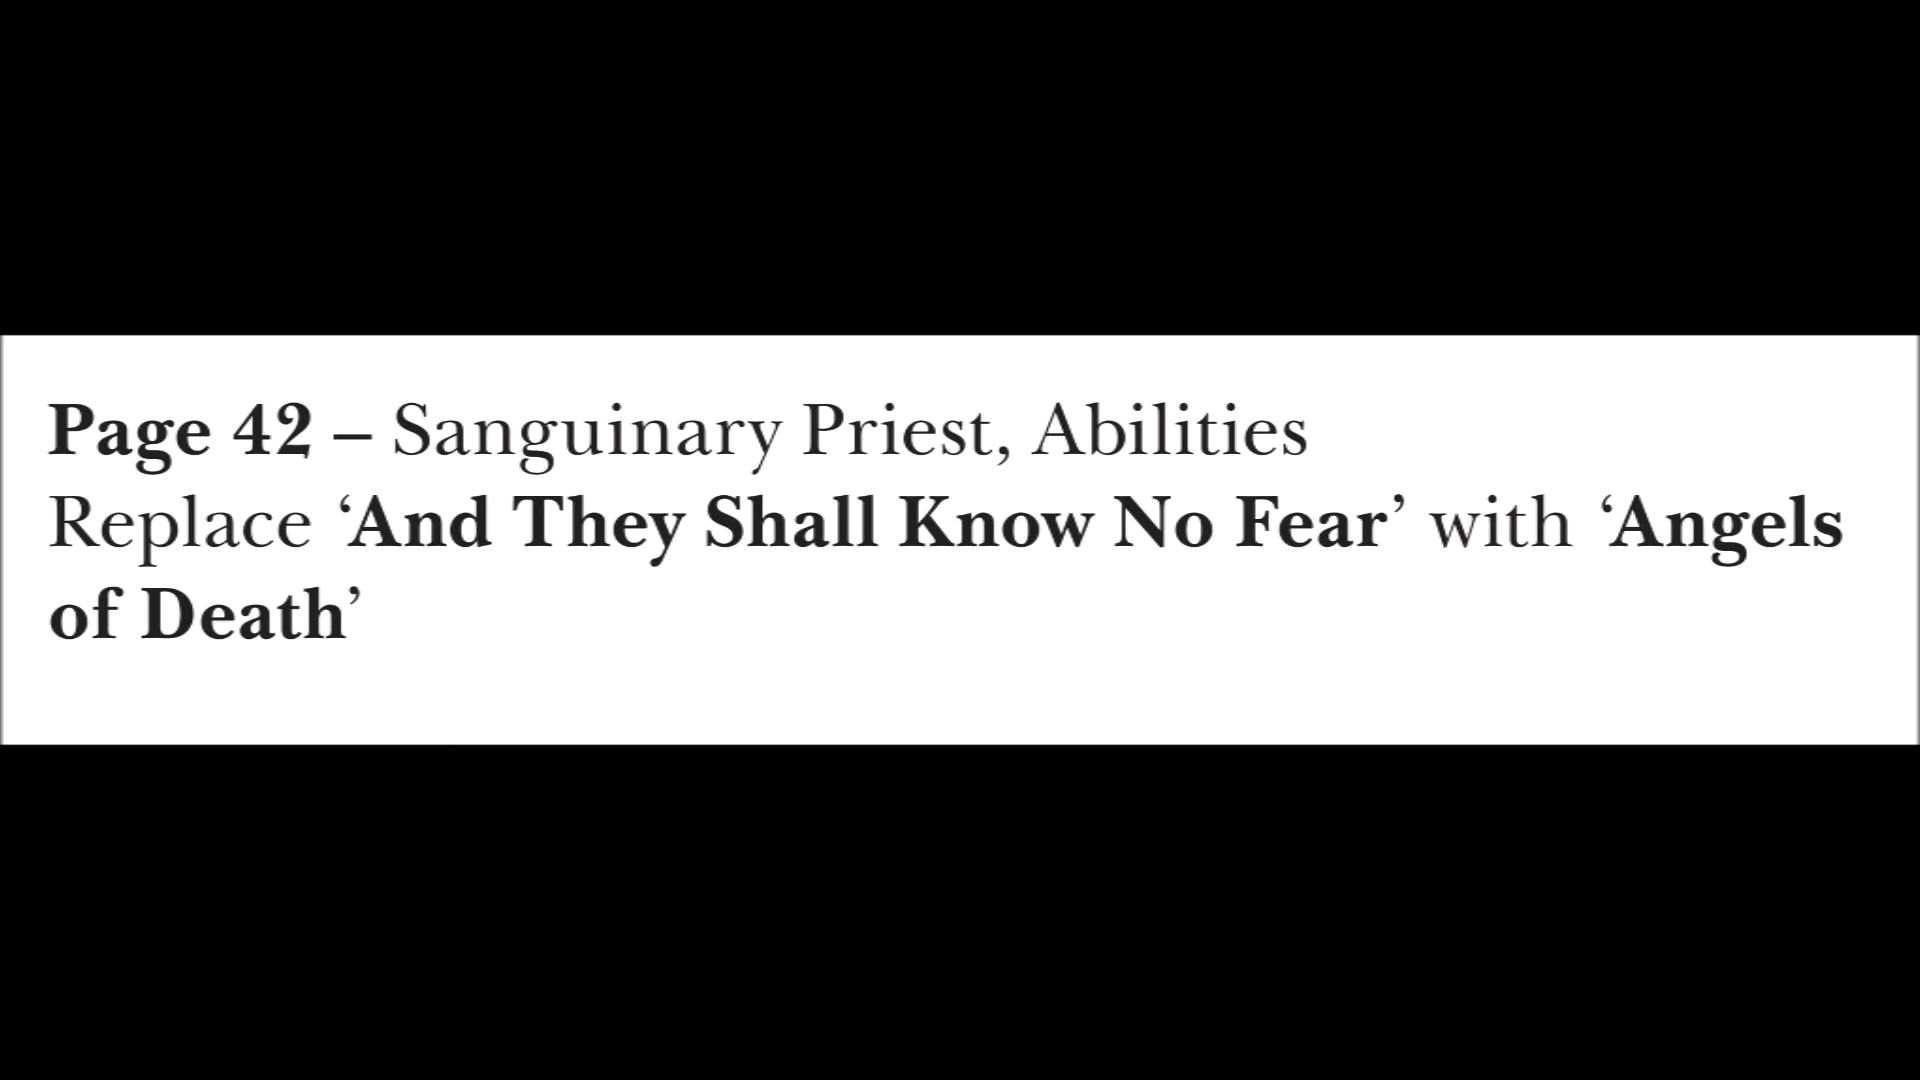 Page 42 – Sanguinary Priest, Abilities
Replace ‘And They Shall Know No Fear’ with ‘Angels
of Death’